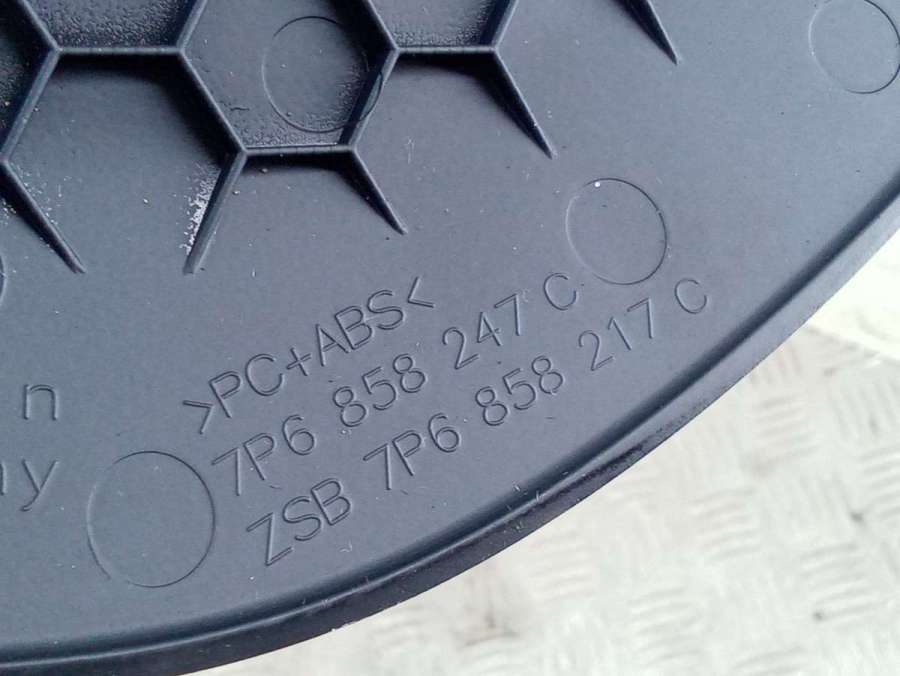 >PC+ABS<
7P6 858 247 C
ZSB 7P6 858 217 C
n